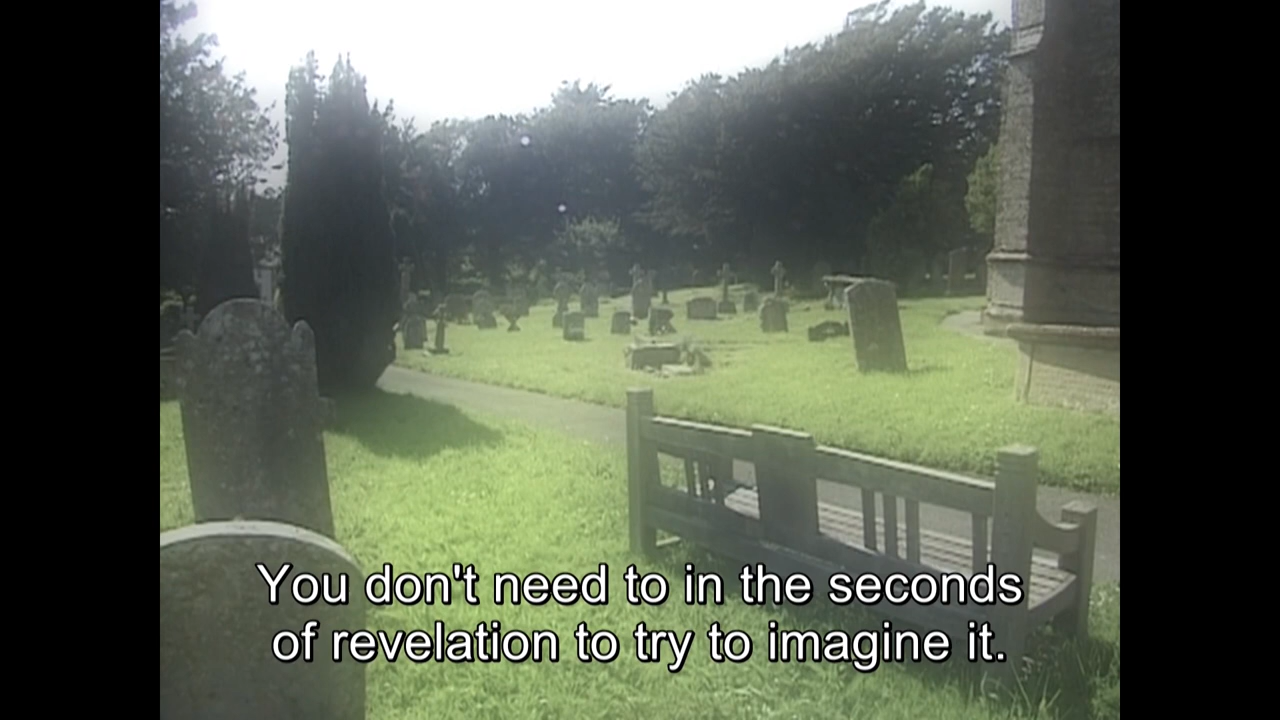 You don't need to in the seconds
of revelation to try to imagine it.